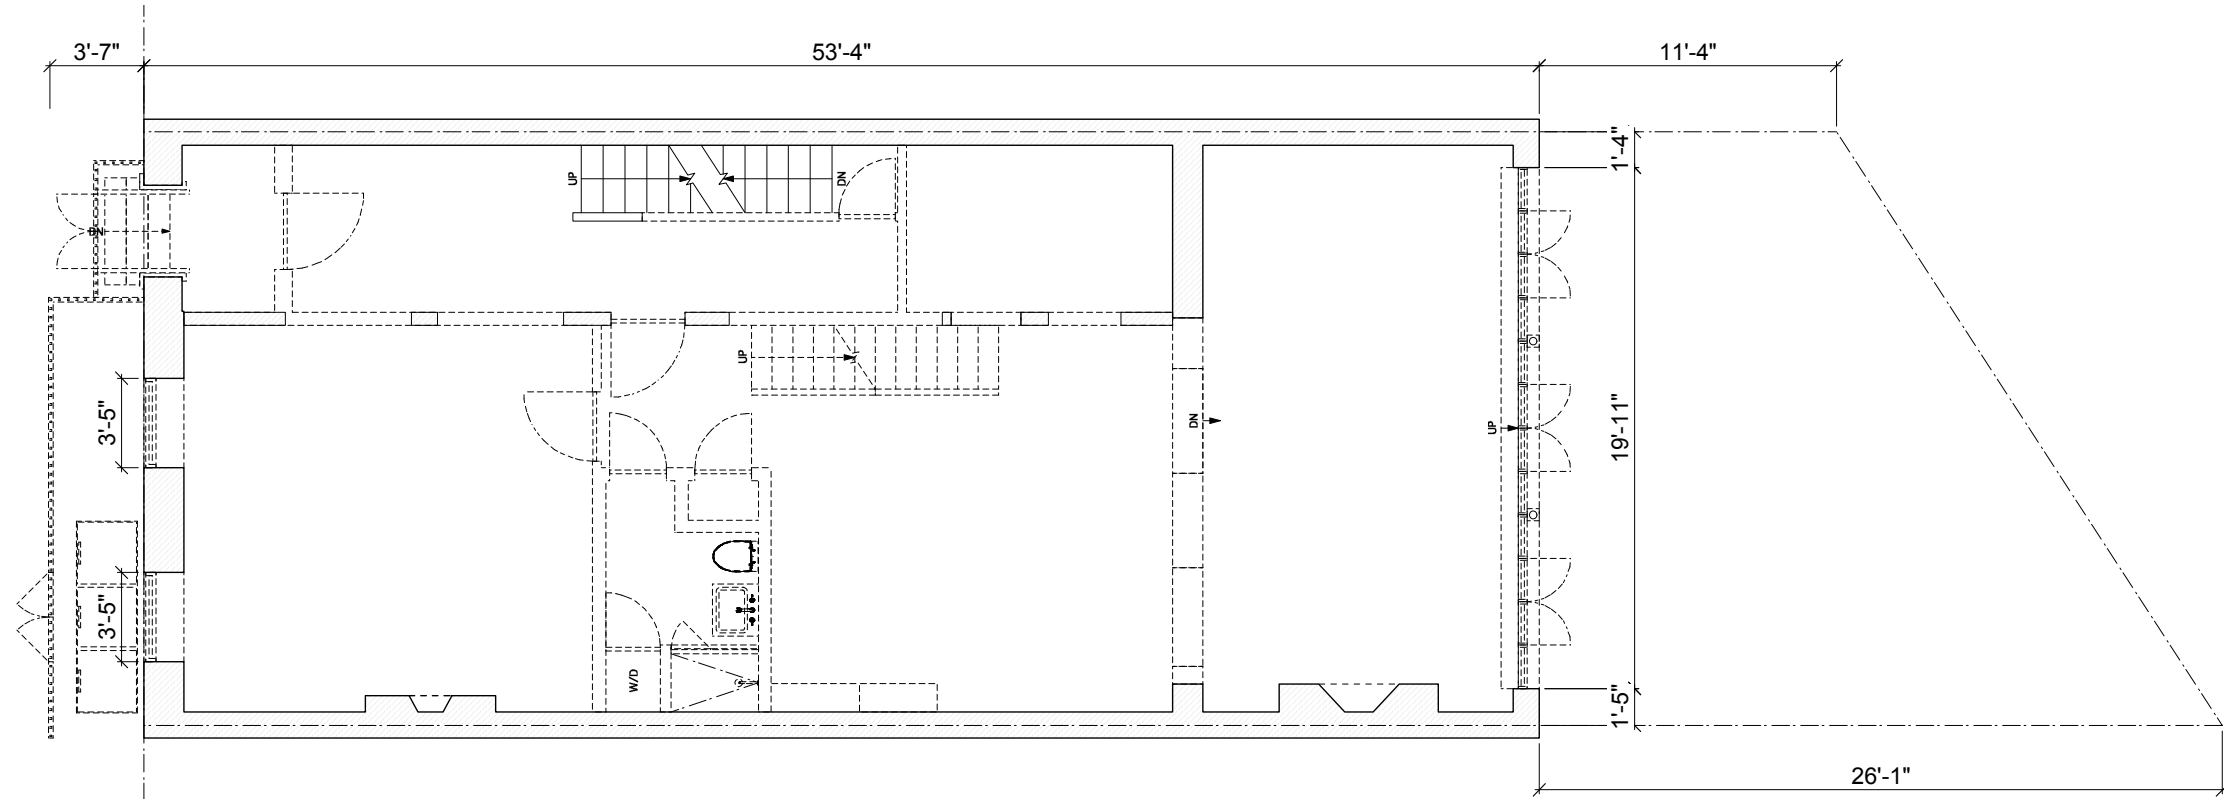 3'-7"
53'-4"
11'-4"
1'-4"
UP
DN
DN
UP
3'-5"
DN
UP
19'-11"
3'-5"
W/D
1'-5"
26'-1"